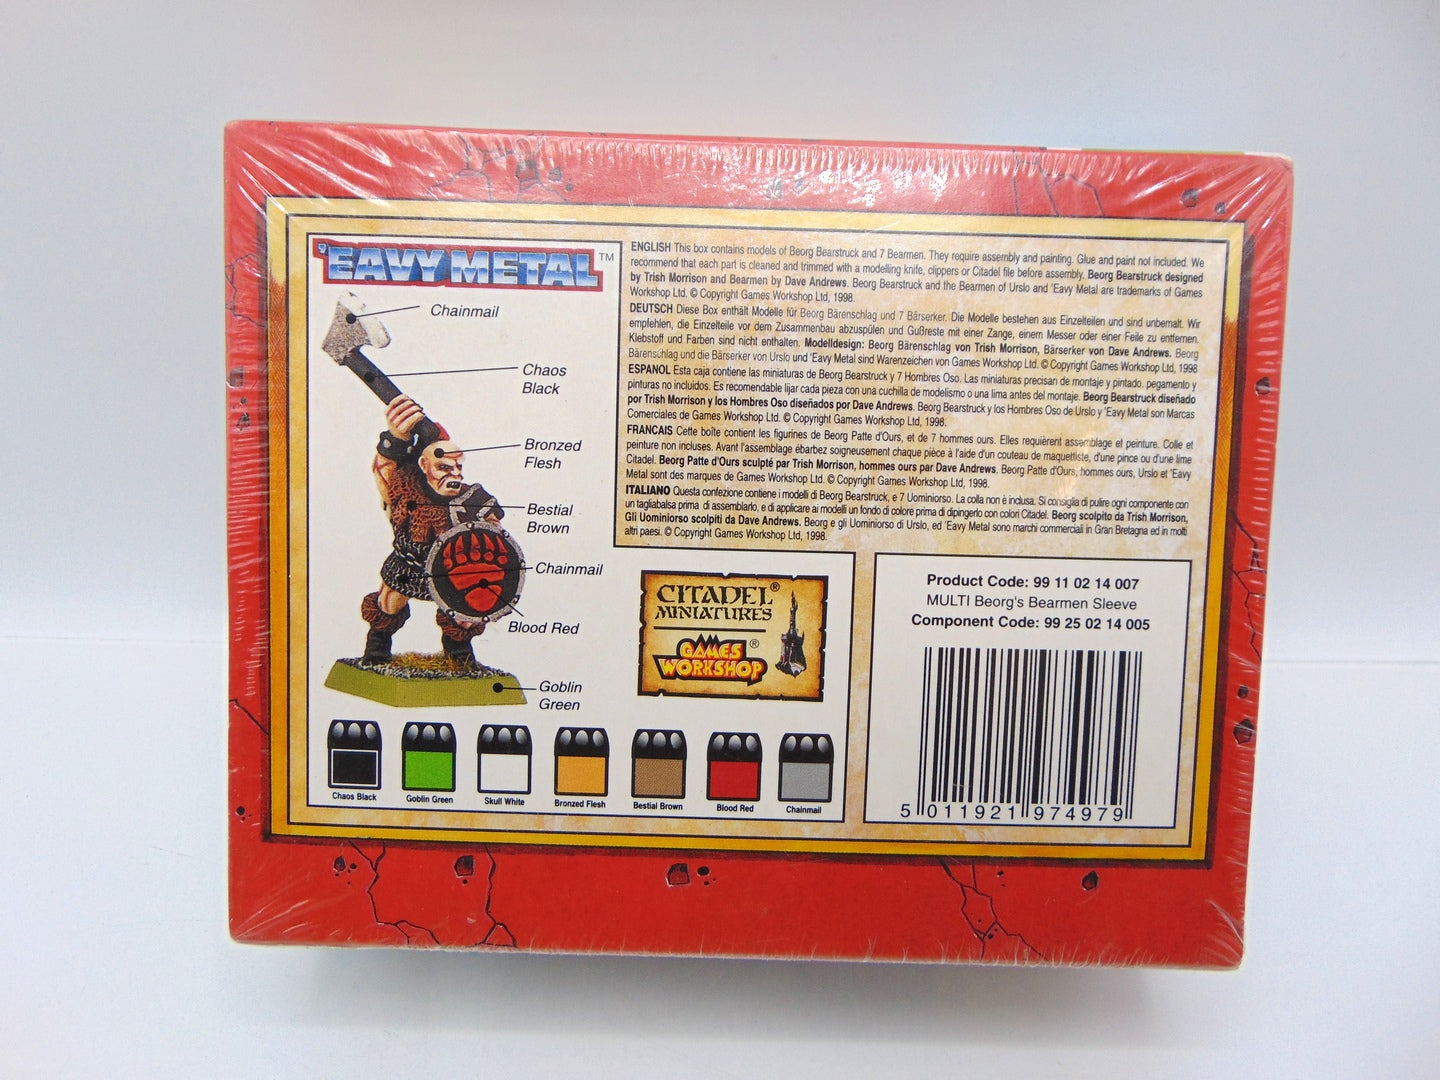 'EAVY METAL™
Chainmail
Chaos
Black
Bronzed
Flesh
Bestial
Brown
Chainmail
Blood Red
Goblin
Green
ENGLISH This box contains models of Beorg Bearstruck and 7 Bearmen. They require assembly and painting. Glue and paint not included. We
recommend that each part is cleaned and trimmed with a modelling knife, clippers or Citadel file before assembly. Beorg Bearstruck designed
by Trish Morrison and Bearmen by Dave Andrews. Beorg Bearstruck and the Bearmen of Urslo and 'Eavy Metal are trademarks of Games
Workshop Ltd. © Copyright Games Workshop Ltd, 1998.
DEUTSCH Diese Box enthält Modelle für Beorg Bärenschlag und 7 Bärserker. Die Modelle bestehen aus Einzelteilen und sind unbemalt. Wir
empfehlen, die Einzelteile vor dem Zusammenbau abzuspülen und Gußreste mit einer Zange, einem Messer oder einer Feile zu entfernen.
Klebstoff und Farben sind nicht enthalten. Modelldesign: Beorg Bärenschlag von Trish Morrison, Bärserker von Dave Andrews. Beorg
Bärenschlag und die Bärserker von Urslo und 'Eavy Metal sind Warenzeichen von Games Workshop Ltd. © Copyright Games Workshop Ltd, 1998
ESPANOL Esta caja contiene las miniaturas de Beorg Bearstruck y 7 Hombres Oso. Las miniaturas precisan de montaje y pintado. pegamento y
pinturas no incluidos. Es recomendable lijar cada pieza con una cuchilla de modelismo o una lima antes del montaje. Beorg Bearstruck diseñado
por Trish Morrison y los Hombres Oso diseñados por Dave Andrews. Beorg Bearstruck y los Hombres Oso de Urslo y 'Eavy Metal son Marcas
Comerciales de Games Workshop Ltd. © Copyright Games Workshop Ltd, 1998.
FRANCAIS Cette boîte contient les figurines de Beorg Patte d'Ours, et de 7 hommes ours. Elles requièrent assemblage et peinture. Colle et
peinture non incluses. Avant l'assemblage ébarbez soigneusement chaque pièce à l'aide d'un couteau de maquettiste, d'une pince ou d'une lime
Citadel. Beorg Patte d'Ours sculpté par Trish Morrison, hommes ours par Dave Andrews. Beorg Patte d'Ours, hommes ours, Urslo et 'Eavy
Metal sont des marques de Games Workshop Ltd. © Copyright Games Workshop Ltd, 1998.
ITALIANO Questa confezione contiene i modelli di Beorg Bearstruck, e 7 Uominiorso. La colla non è inclusa. Si consiglia di pulire ogni componente con
un tagliabalsa prima di assemblarlo, e di applicare ai modelli un fondo di colore prima di dipingerlo con colori Citadel. Beorg scolpito da Trish Morrison,
Gli Uominiorso scolpiti da Dave Andrews. Beorg e gli Uominiorso di Urslo, ed 'Eavy Metal sono marchi commerciali in Gran Bretagna ed in molti
altri paesi. © Copyright Games Workshop Ltd, 1998.
CITADEL®
MINIATURES
GAMES®
WORKSHOP
Product Code: 99 11 02 14 007
MULTI Beorg's Bearmen Sleeve
Component Code: 99 25 02 14 005
5 011921 974979
Chaos Black
Goblin Green
Skull White
Bronzed Flesh
Bestial Brown
Blood Red
Chainmail